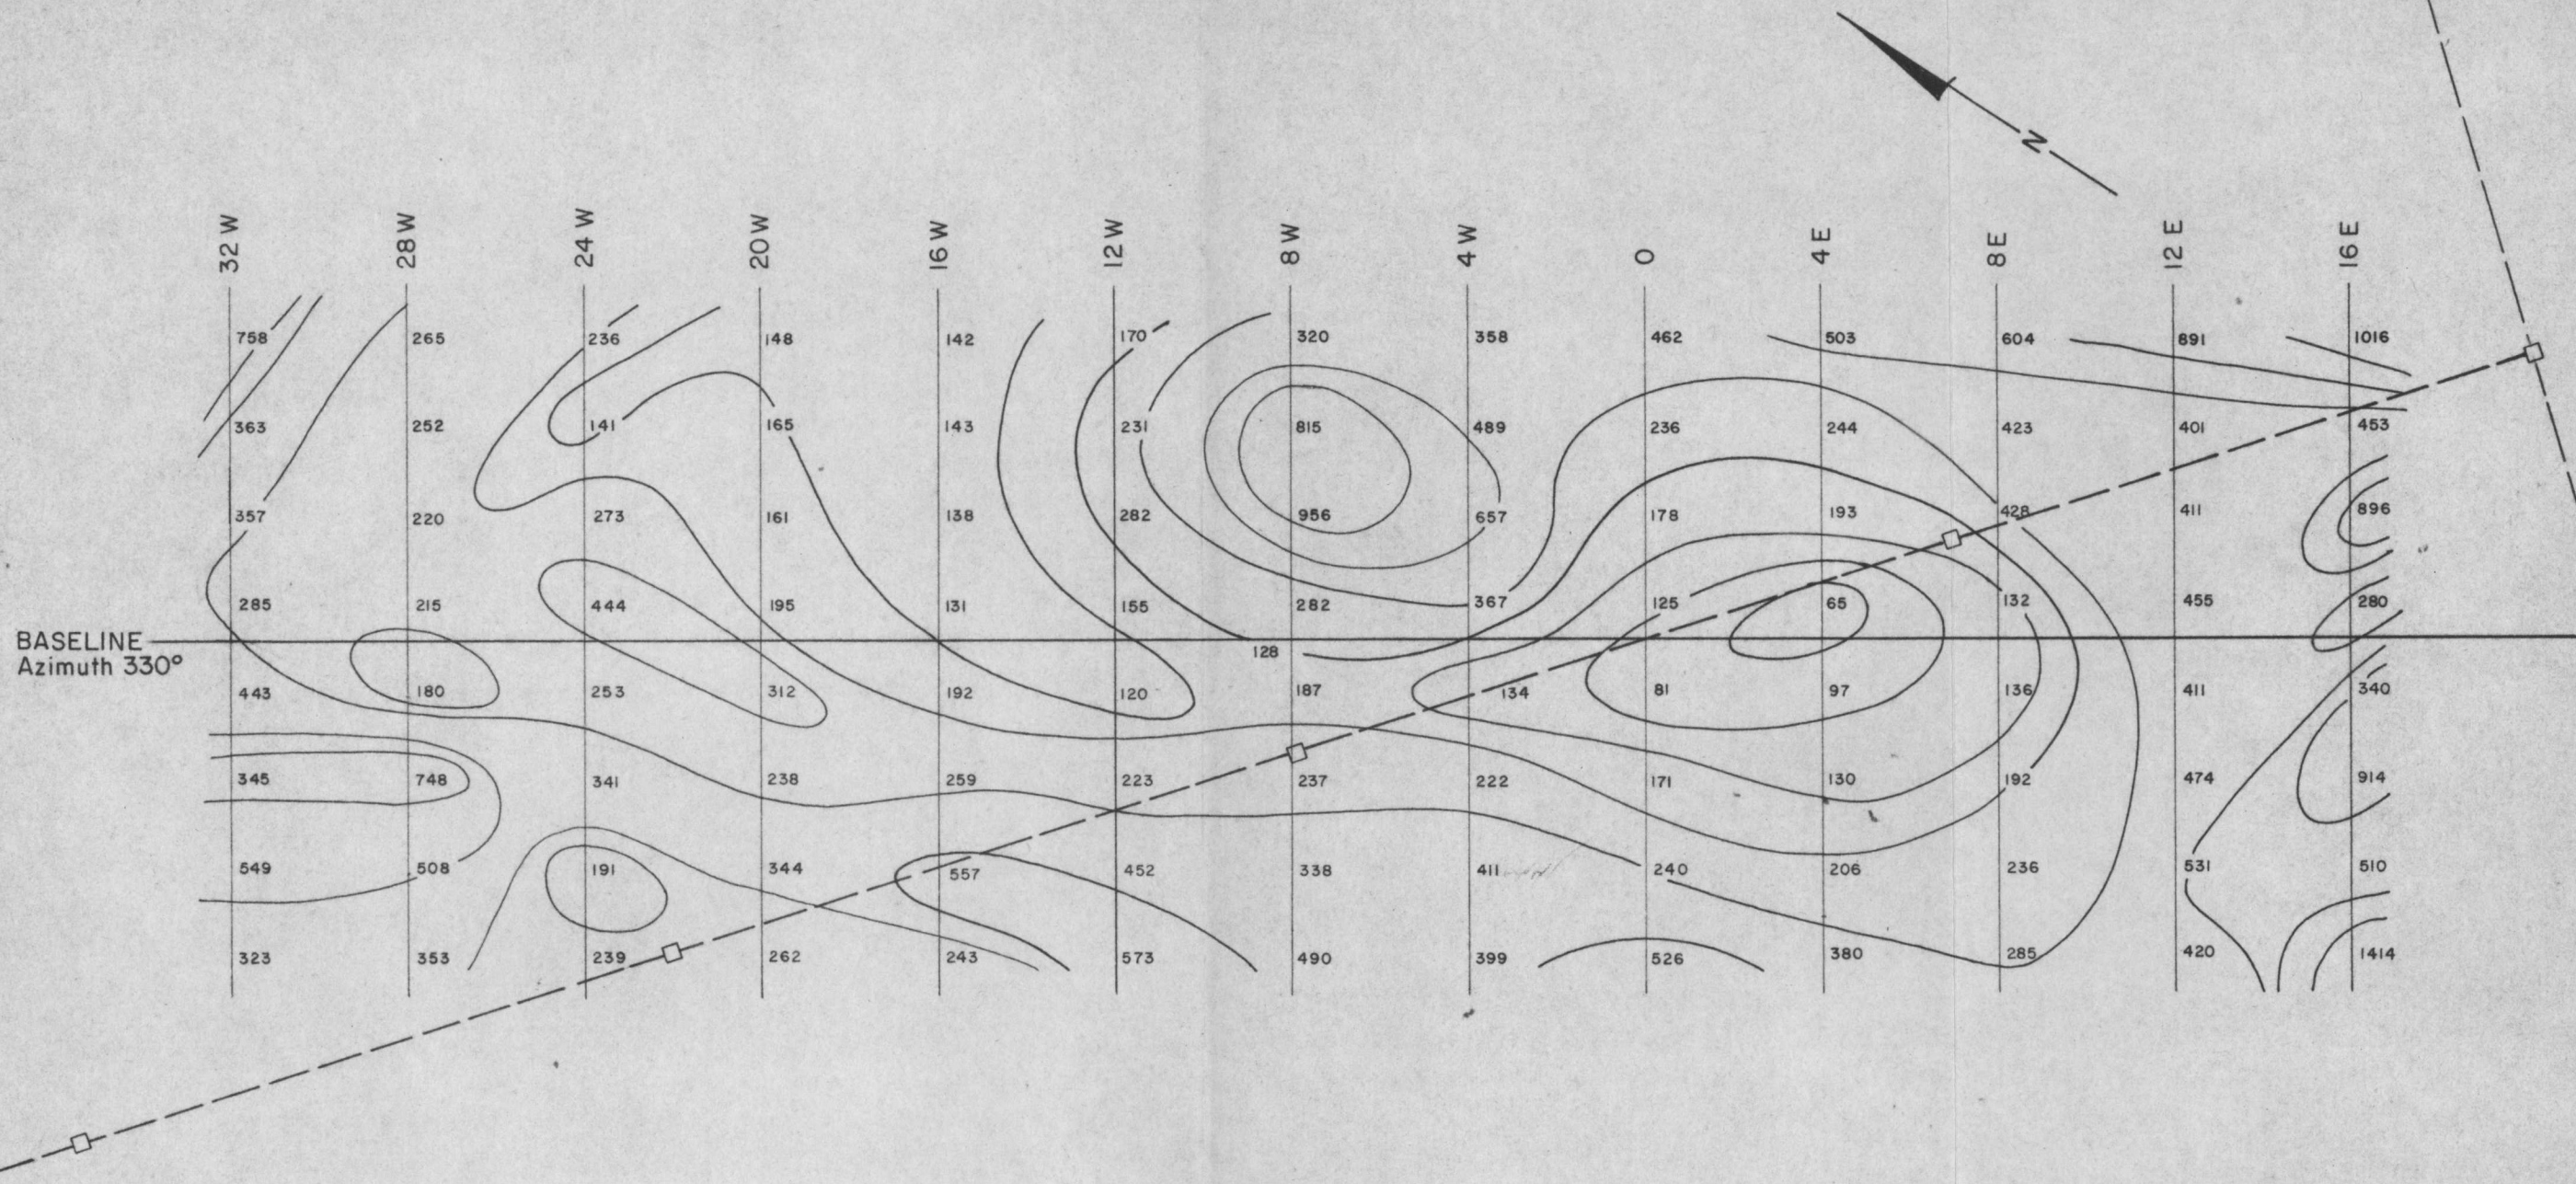 N
32 W 28 W 24 W 20 W 16 W 12 W 8 W 4 W 0 4 E 8 E 12 E 16 E
758 265 236 148 142 170 320 358 462 503 604 891 1016
363 252 141 165 143 231 815 489 236 244 423 401 453
357 220 273 161 138 282 956 657 178 193 428 411 896
285 215 444 195 131 155 282 367 125 65 132 455 280
BASELINE
Azimuth 330°
128
443 180 253 312 192 120 187 134 81 97 136 411 340
345 748 341 238 259 223 237 222 171 130 192 474 914
549 508 191 344 557 452 338 411 240 206 236 531 510
323 353 239 262 243 573 490 399 526 380 285 420 1414